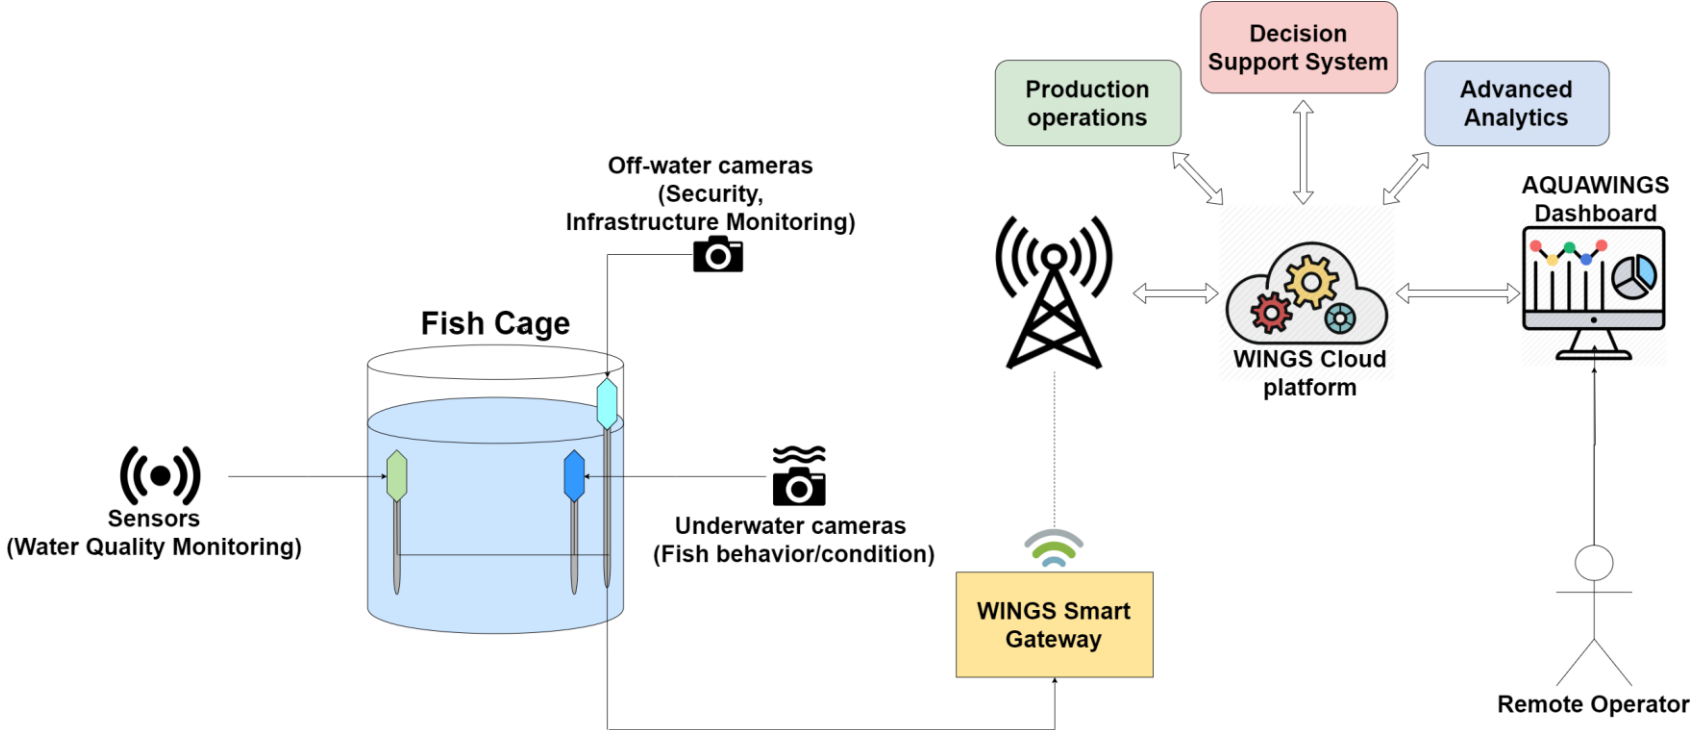 Decision
Support System
Production
operations
Advanced
Analytics
Off-water cameras
(Security,
Infrastructure Monitoring)
AQUAWINGS
Dashboard
Fish Cage
WINGS Cloud
platform
Sensors
(Water Quality Monitoring)
Underwater cameras
(Fish behavior/condition)
WINGS Smart
Gateway
Remote Operator